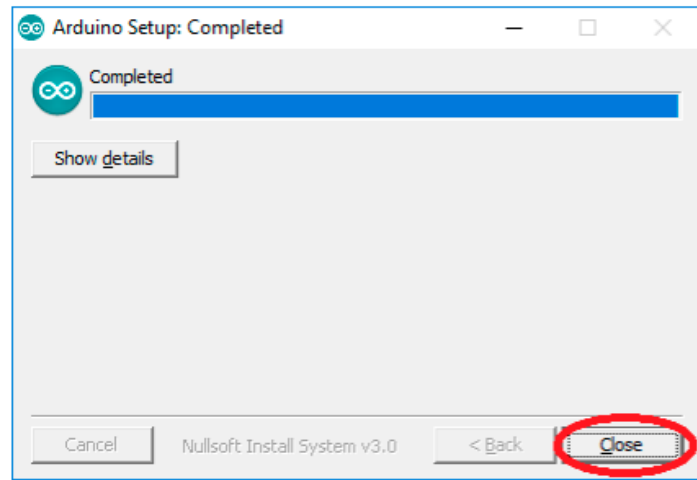 Arduino Setup: Completed
Completed
Show details
Cancel
Nullsoft Install System v3.0
< Back
Close